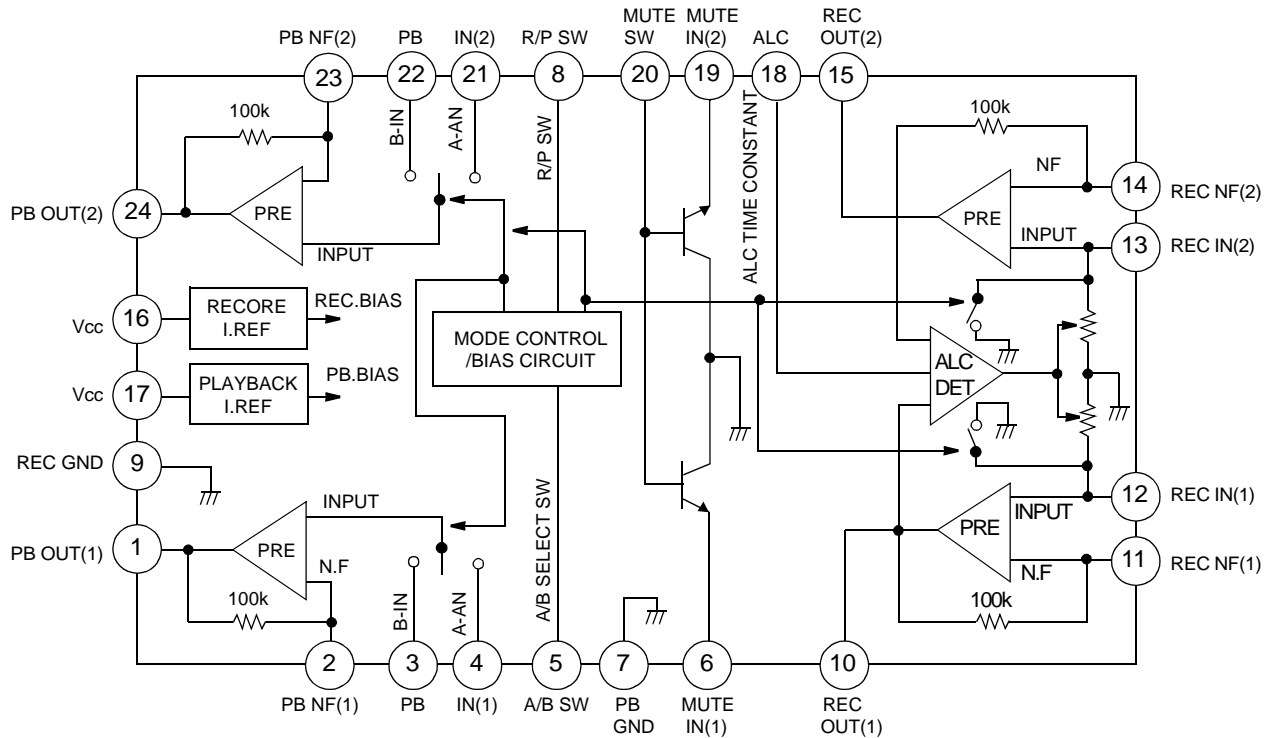 PB NF(2)
PB
IN(2)
R/P SW
MUTE
SW
MUTE
IN(2)
ALC
REC
OUT(2)
23
22
21
8
20
19
18
15
100k
B-IN
A-AN
R/P SW
ALC TIME CONSTANT
100k
NF
14
REC NF(2)
PB OUT(2)
24
PRE
INPUT
PRE
INPUT
13
REC IN(2)
Vcc
16
RECORE
I.REF
REC.BIAS
MODE CONTROL
/BIAS CIRCUIT
ALC
DET
Vcc
17
PLAYBACK
I.REF
PB.BIAS
REC GND
9
12
REC IN(1)
INPUT
PRE
PB OUT(1)
1
PRE
INPUT
N.F
A/B SELECT SW
N.F
11
REC NF(1)
100k
B-IN
A-AN
100k
2
3
4
5
7
6
10
PB NF(1)
PB
IN(1)
A/B SW
PB
GND
MUTE
IN(1)
REC
OUT(1)